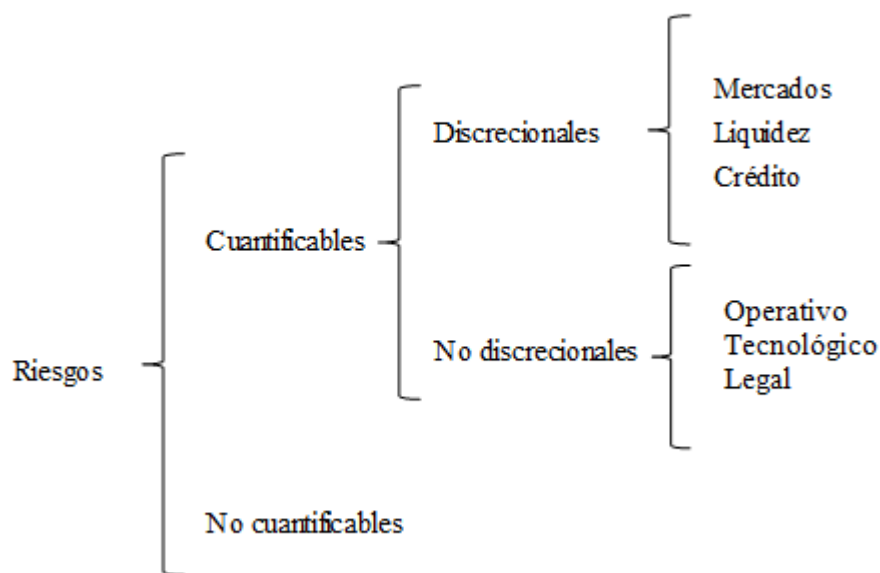 Riesgos
Cuantificables
Discrecionales
Mercados
Liquidez
Crédito
No discrecionales
Operativo
Tecnológico
Legal
No cuantificables